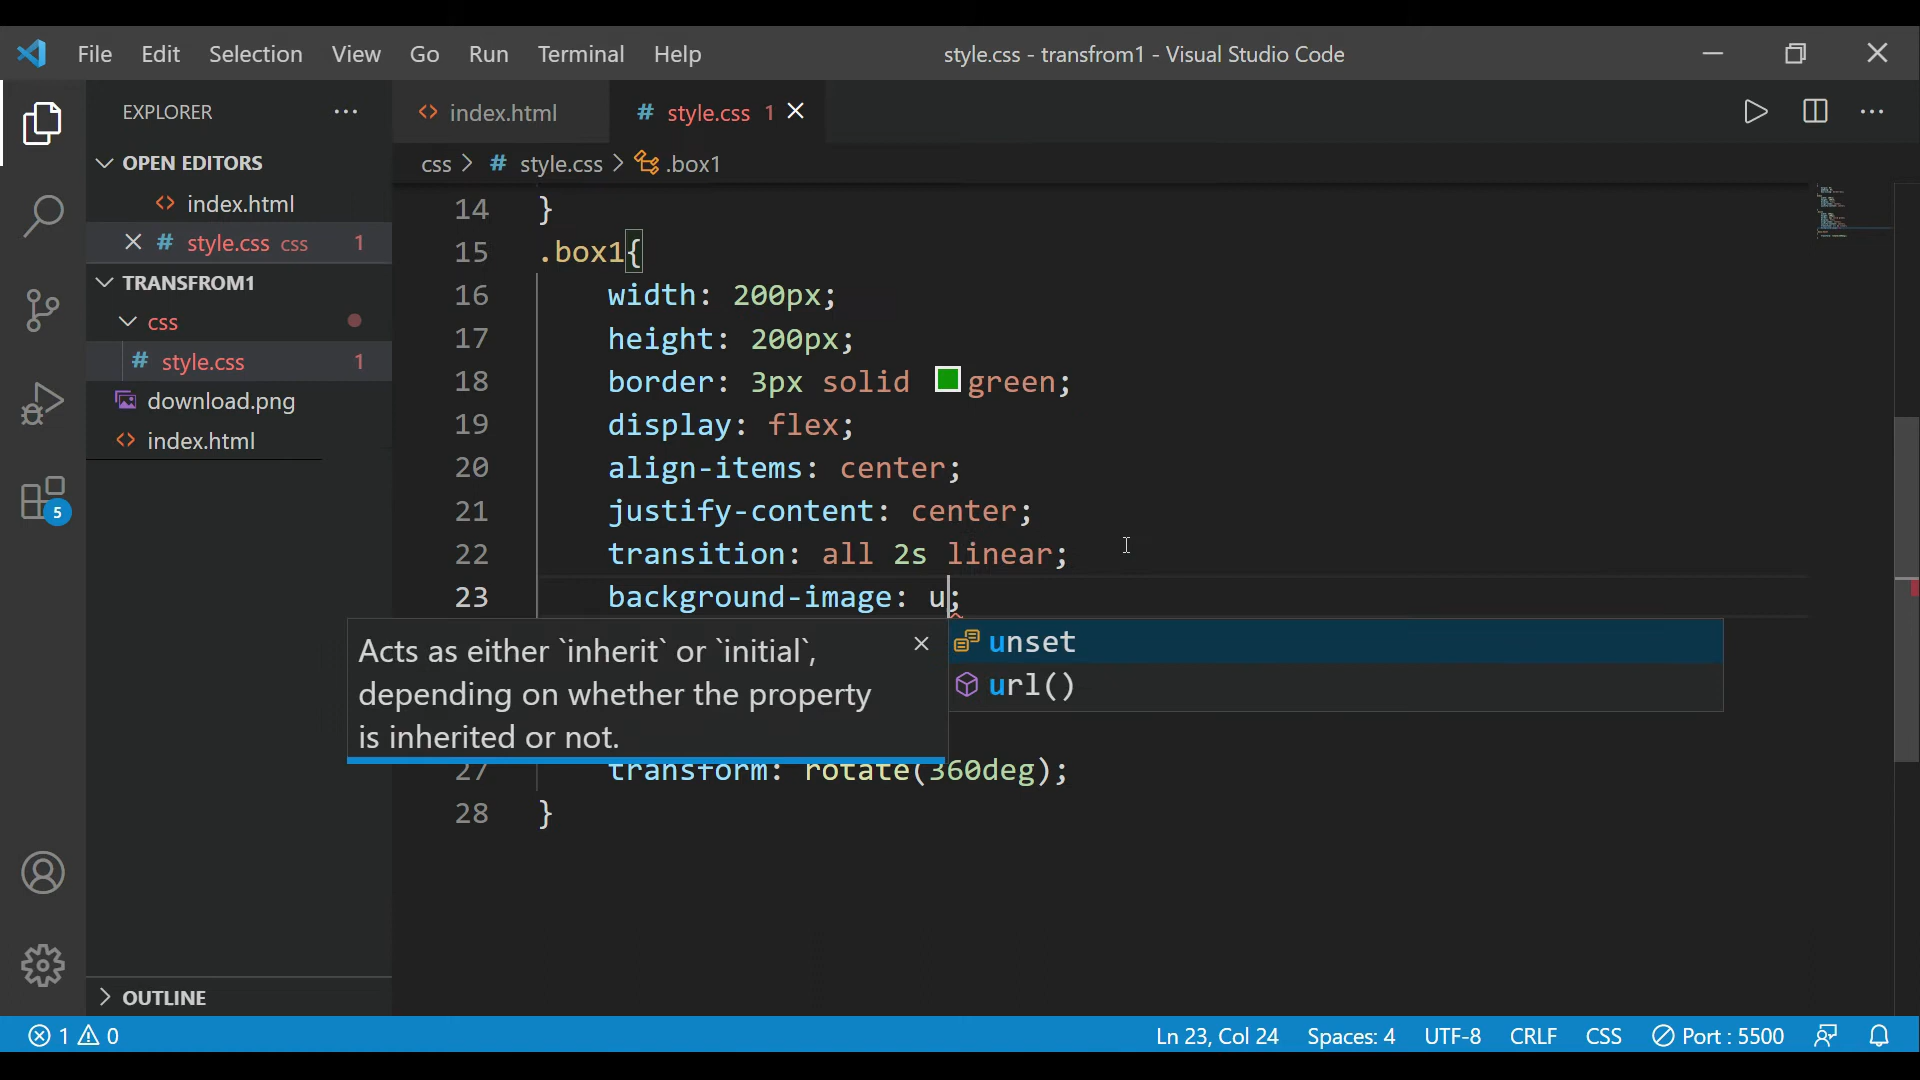 File Edit Selection View Go Run Terminal Help
style.css - transfrom1 - Visual Studio Code
EXPLORER
OPEN EDITORS
index.html
style.css css 1
TRANSFROM1
css
style.css 1
download.png
index.html
OUTLINE
index.html
style.css 1
css > # style.css > .box1
14 }
15 .box1{
16 width: 200px;
17 height: 200px;
18 border: 3px solid green;
19 display: flex;
20 align-items: center;
21 justify-content: center;
22 transition: all 2s linear;
23 background-image: u;
Acts as either `inherit` or `initial`,
depending on whether the property
is inherited or not.
unset
url()
27 transform: rotate(360deg);
28 }
5
1 0
Ln 23, Col 24 Spaces: 4 UTF-8 CRLF CSS Port : 5500